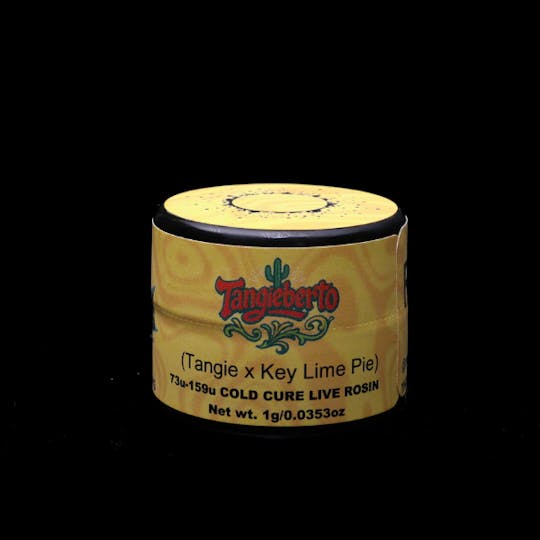 Tangieberto
(Tangie x Key Lime Pie)
73u-159u COLD CURE LIVE ROSIN
Net wt. 1g/0.0353oz